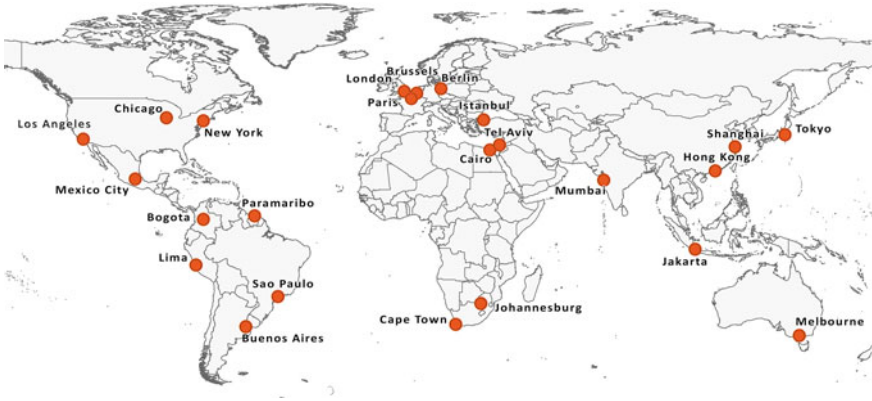 Brussels
London
Berlin
Paris
Chicago
Istanbul
Los Angeles
New York
Tel-Aviv
Shanghai
Tokyo
Cairo
Hong Kong
Mexico City
Mumbai
Paramaribo
Bogota
Lima
Jakarta
Sao Paulo
Johannesburg
Cape Town
Melbourne
Buenos Aires